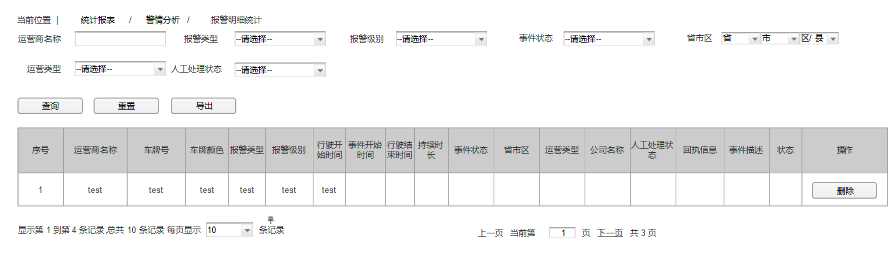 当前位置 | 统计报表 / 警情分析 / 报警明细统计
运营商名称 报警类型 --请选择-- 报警级别 --请选择-- 事件状态 --请选择-- 省市区 省 市 区/ 县
运营类型 --请选择-- 人工处理状态 --请选择--
查询 重置 导出
序号 运营商名称 车牌号 车牌颜色 报警类型 报警级别 行驶开始时间 事件开始时间 行驶结束时间 持续时长 事件状态 省市区 运营类型 公司名称 人工处理状态 回执信息 事件描述 状态 操作
1 test test test test test test 删除
显示第 1 到第 4 条记录,总共 10 条记录 每页显示 10 条记录
上一页 当前第 1 页 下一页 共 3 页